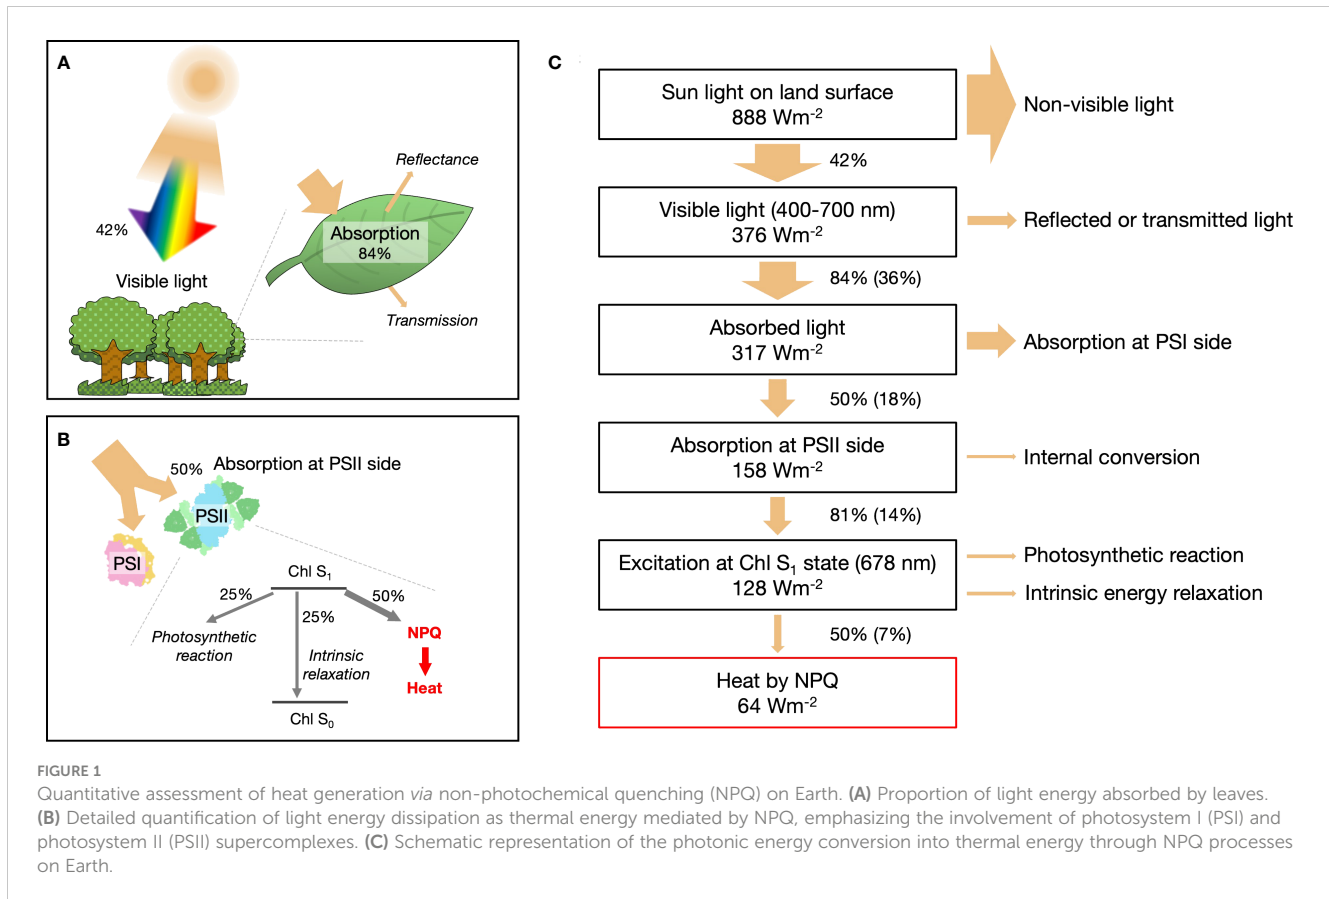 A
Reflectance
Absorption
84%
42%
Visible light
Transmission
B
50%
Absorption at PSII side
PSII
PSI
Chl S₁
25%
50%
25%
NPQ
Photosynthetic
reaction
Intrinsic
relaxation
Heat
Chl S₀
C
Sun light on land surface
888 Wm⁻²
Non-visible light
42%
Visible light (400-700 nm)
376 Wm⁻²
Reflected or transmitted light
84% (36%)
Absorbed light
317 Wm⁻²
Absorption at PSI side
50% (18%)
Absorption at PSII side
158 Wm⁻²
Internal conversion
81% (14%)
Excitation at Chl S₁ state (678 nm)
128 Wm⁻²
Photosynthetic reaction
Intrinsic energy relaxation
50% (7%)
Heat by NPQ
64 Wm⁻²
FIGURE 1
Quantitative assessment of heat generation via non-photochemical quenching (NPQ) on Earth. (A) Proportion of light energy absorbed by leaves.
(B) Detailed quantification of light energy dissipation as thermal energy mediated by NPQ, emphasizing the involvement of photosystem I (PSI) and
photosystem II (PSII) supercomplexes. (C) Schematic representation of the photonic energy conversion into thermal energy through NPQ processes
on Earth.